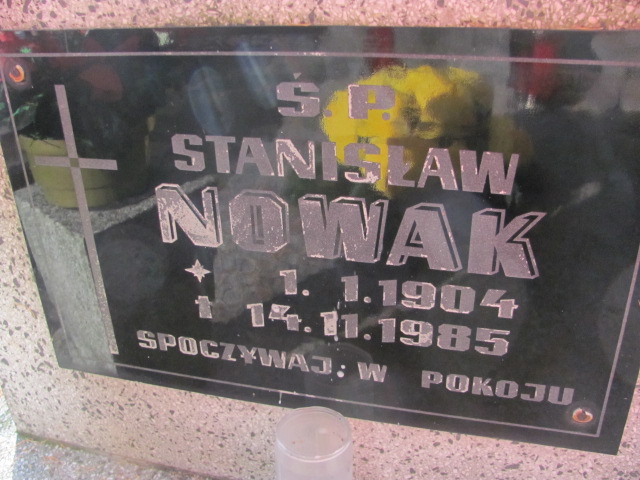 Ś.P.
STANISŁAW
NOWAK
1. 1.1904
14.11.1985
SPOCZYWAJ W POKOJU